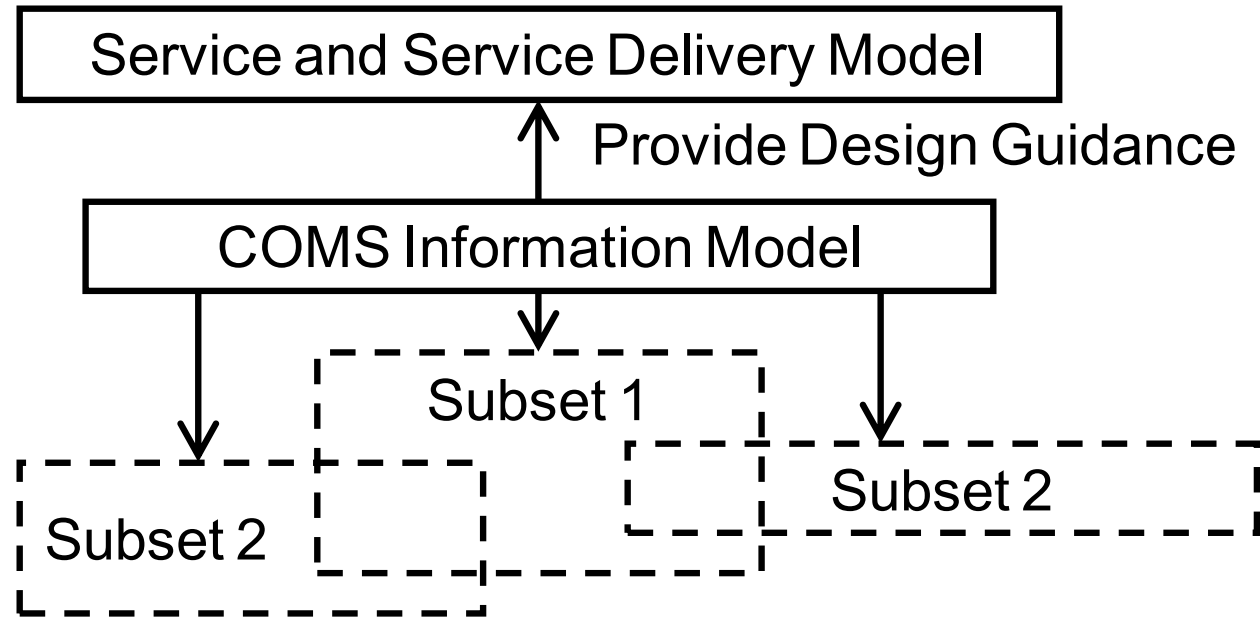 Service and Service Delivery Model
Provide Design Guidance
COMS Information Model
Subset 1
Subset 2
Subset 2